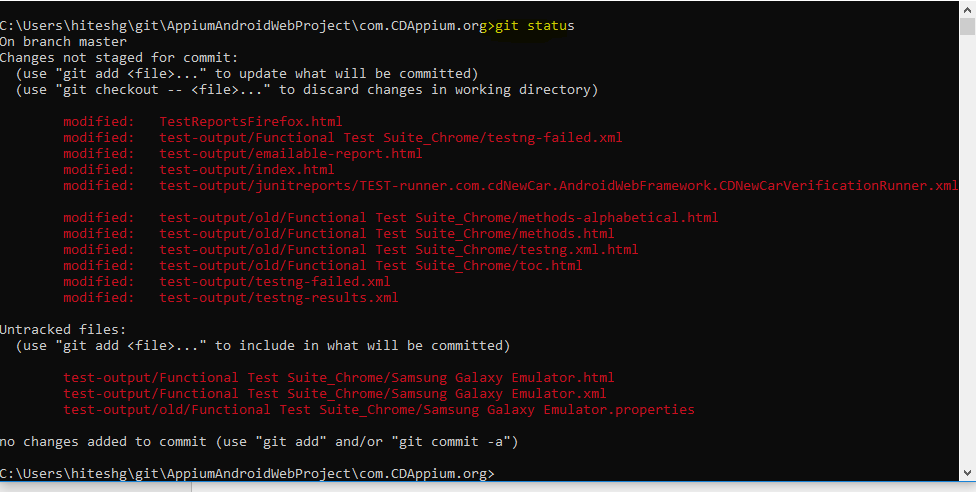 C:\Users\hiteshg\git\AppiumAndroidWebProject\com.CDAppium.org>git status
On branch master
Changes not staged for commit:
  (use "git add <file>..." to update what will be committed)
  (use "git checkout -- <file>..." to discard changes in working directory)

        modified:   TestReportsFirefox.html
        modified:   test-output/Functional Test Suite_Chrome/testng-failed.xml
        modified:   test-output/emailable-report.html
        modified:   test-output/index.html
        modified:   test-output/junitreports/TEST-runner.com.cdNewCar.AndroidWebFramework.CDNewCarVerificationRunner.xml

        modified:   test-output/old/Functional Test Suite_Chrome/methods-alphabetical.html
        modified:   test-output/old/Functional Test Suite_Chrome/methods.html
        modified:   test-output/old/Functional Test Suite_Chrome/testng.xml.html
        modified:   test-output/old/Functional Test Suite_Chrome/toc.html
        modified:   test-output/testng-failed.xml
        modified:   test-output/testng-results.xml

Untracked files:
  (use "git add <file>..." to include in what will be committed)

        test-output/Functional Test Suite_Chrome/Samsung Galaxy Emulator.html
        test-output/Functional Test Suite_Chrome/Samsung Galaxy Emulator.xml
        test-output/old/Functional Test Suite_Chrome/Samsung Galaxy Emulator.properties

no changes added to commit (use "git add" and/or "git commit -a")

C:\Users\hiteshg\git\AppiumAndroidWebProject\com.CDAppium.org>